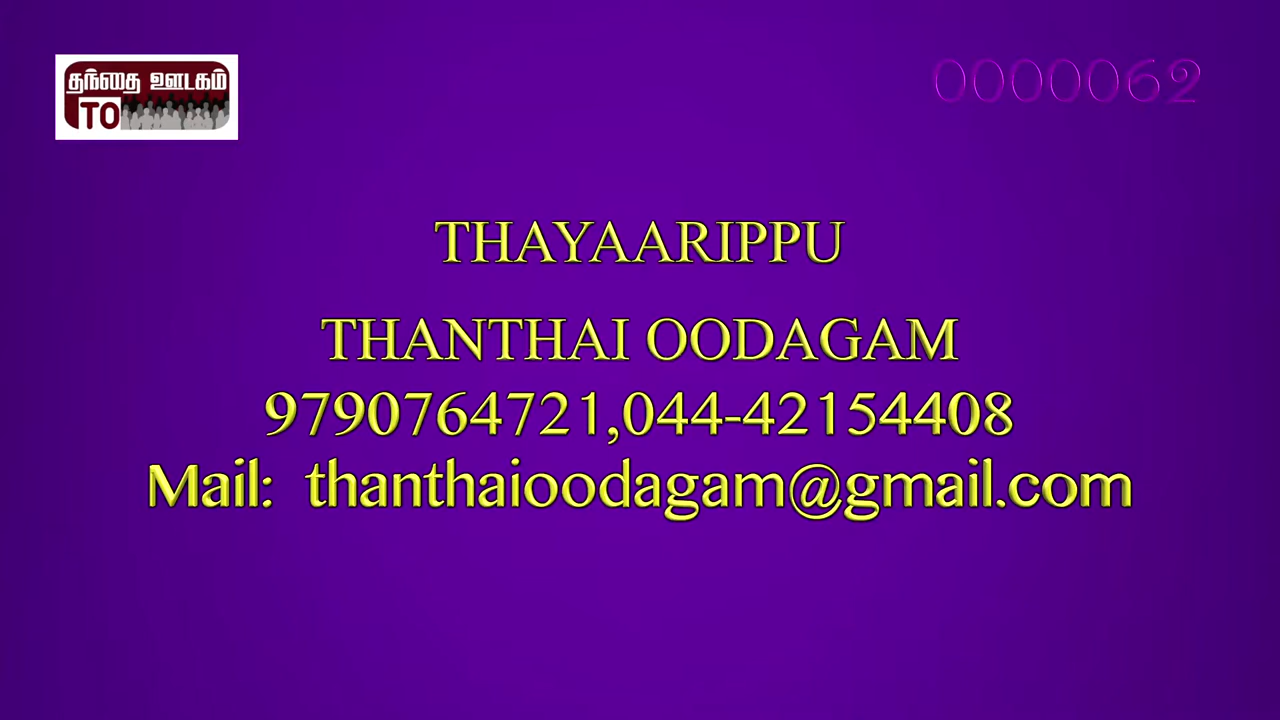 தந்தை ஊடகம்
TO
0000062
THAYAARIPPU
THANTHAI OODAGAM
9790764721,044-42154408
Mail: thanthaioodagam@gmail.com